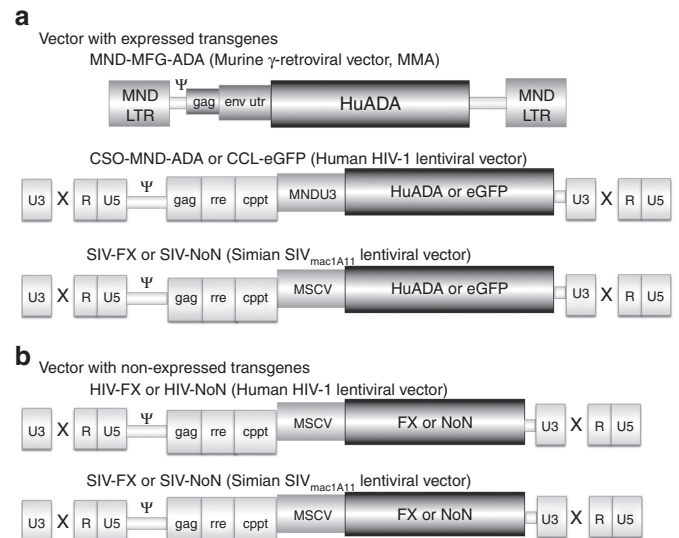 a
Vector with expressed transgenes
MND-MFG-ADA (Murine γ-retroviral vector, MMA)
MND LTR Ψ gag env utr HuADA MND LTR
CSO-MND-ADA or CCL-eGFP (Human HIV-1 lentiviral vector)
U3 X R U5 Ψ gag rre cppt MNDU3 HuADA or eGFP U3 X R U5
SIV-FX or SIV-NoN (Simian SIVmac1A11 lentiviral vector)
U3 X R U5 Ψ gag rre cppt MSCV HuADA or eGFP U3 X R U5
b
Vector with non-expressed transgenes
HIV-FX or HIV-NoN (Human HIV-1 lentiviral vector)
U3 X R U5 Ψ gag rre cppt MSCV FX or NoN U3 X R U5
SIV-FX or SIV-NoN (Simian SIVmac1A11 lentiviral vector)
U3 X R U5 Ψ gag rre cppt MSCV FX or NoN U3 X R U5